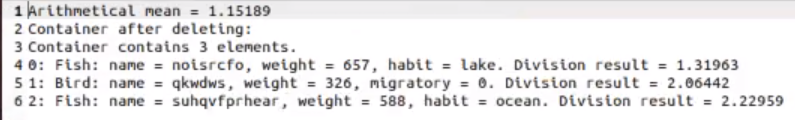 1 Arithmetical mean = 1.15189
2 Container after deleting:
3 Container contains 3 elements.
4 0: Fish: name = noisrcfo, weight = 657, habit = lake. Division result = 1.31963
5 1: Bird: name = qkwdws, weight = 326, migratory = 0. Division result = 2.06442
6 2: Fish: name = suhqvfprhear, weight = 588, habit = ocean. Division result = 2.22959